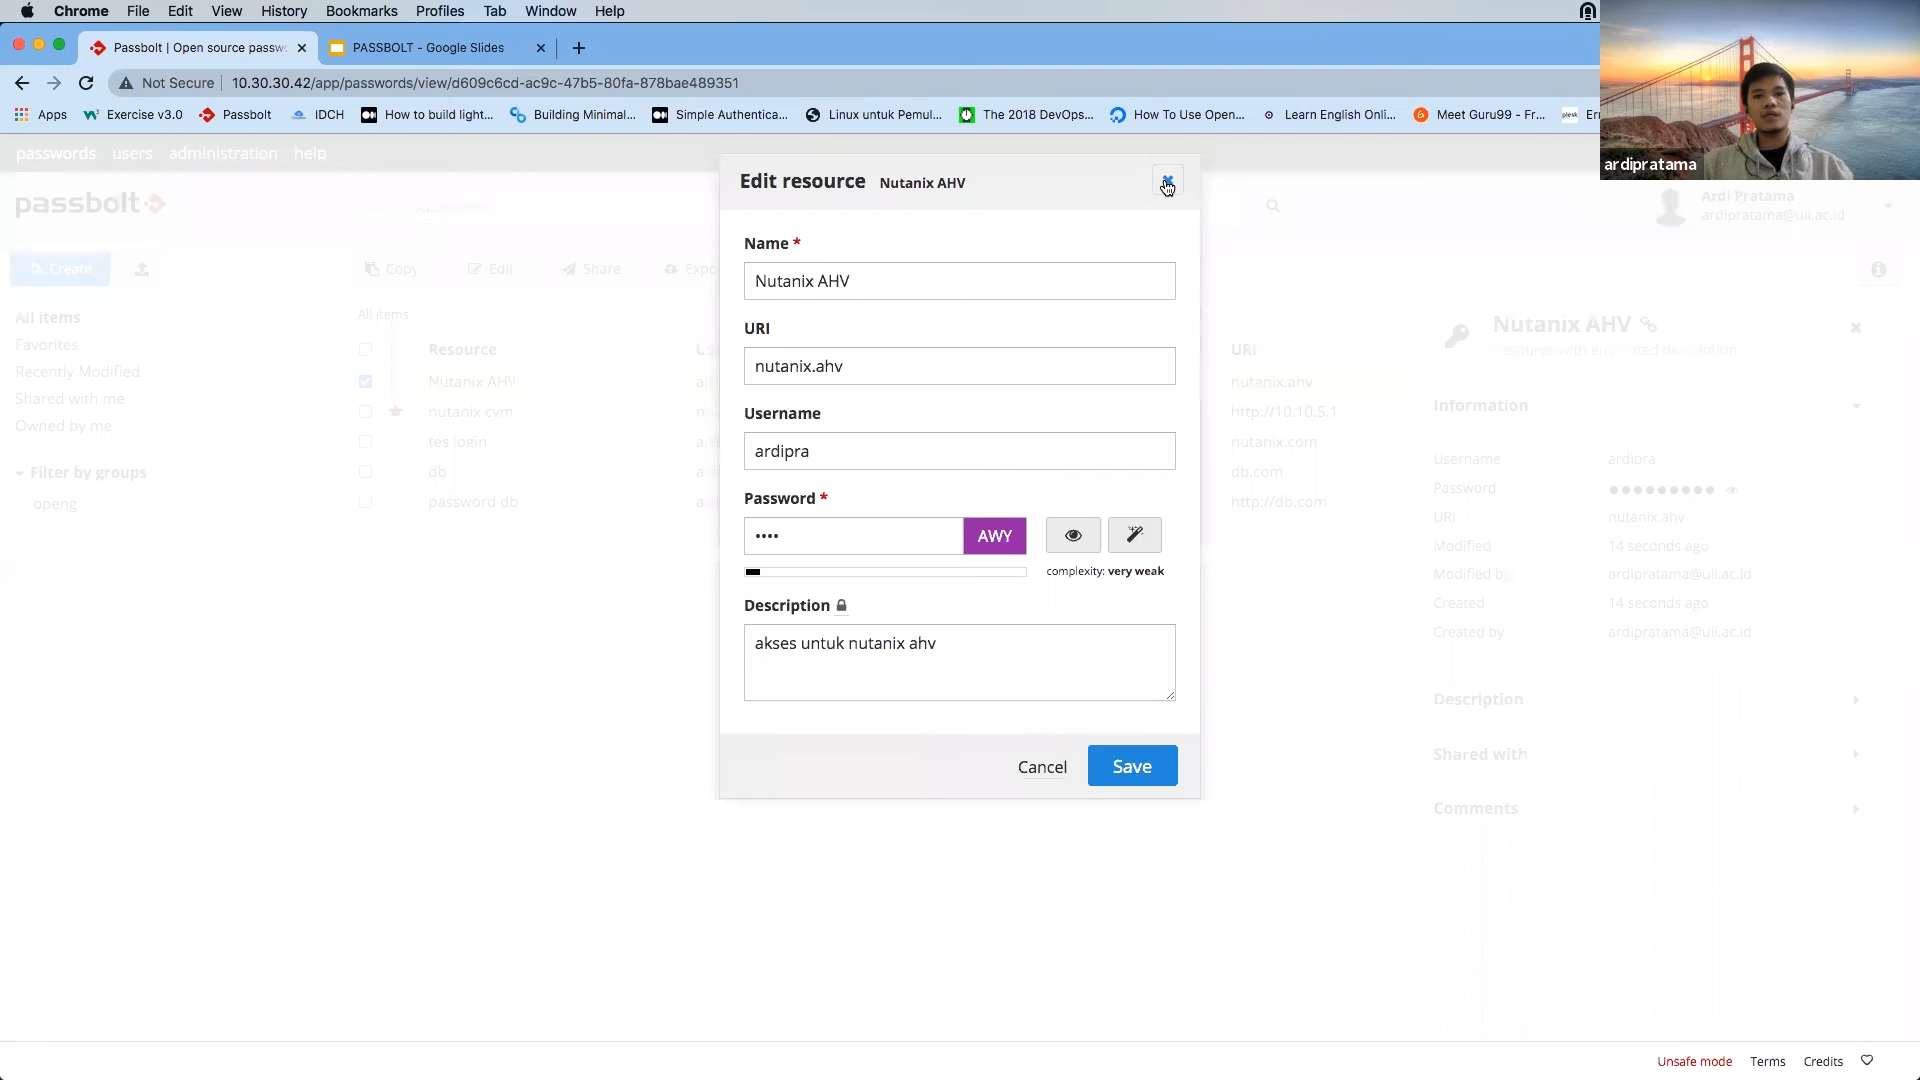 Chrome File Edit View History Bookmarks Profiles Tab Window Help
Passbolt | Open source passw
PASSBOLT - Google Slides
Not Secure
10.30.30.42/app/passwords/view/d609c6cd-ac9c-47b5-80fa-878bae489351
Apps Exercise v3.0 Passbolt IDCH How to build light... Building Minimal... Simple Authentica... Linux untuk Pemul... The 2018 DevOps... How To Use Open... Learn English Onli... Meet Guru99 - Fr... plesk
ardipratama
passwords users administration help
passbolt
Ardi Pratama
ardipratama@uii.ac.id
Create
Copy Edit Share Expo
All items
Favorites
Recently Modified
Shared with me
Owned by me
Filter by groups
openg
All items
Resource URI
Nutanix AHV nutanix.ahv
nutanix cvm http://10.10.5.1
tes login nutanix.com
db db.com
password db http://db.com
Edit resource Nutanix AHV
Name *
Nutanix AHV
URI
nutanix.ahv
Username
ardipra
Password *
••••
AWY
complexity: very weak
Description
akses untuk nutanix ahv
Cancel Save
Nutanix AHV
Information
Username ardipra
Password ●●●●●●●●●
URI nutanix.ahv
Modified 14 seconds ago
Modified by ardipratama@uii.ac.id
Created 14 seconds ago
Created by ardipratama@uii.ac.id
Description
Shared with
Comments
Unsafe mode Terms Credits